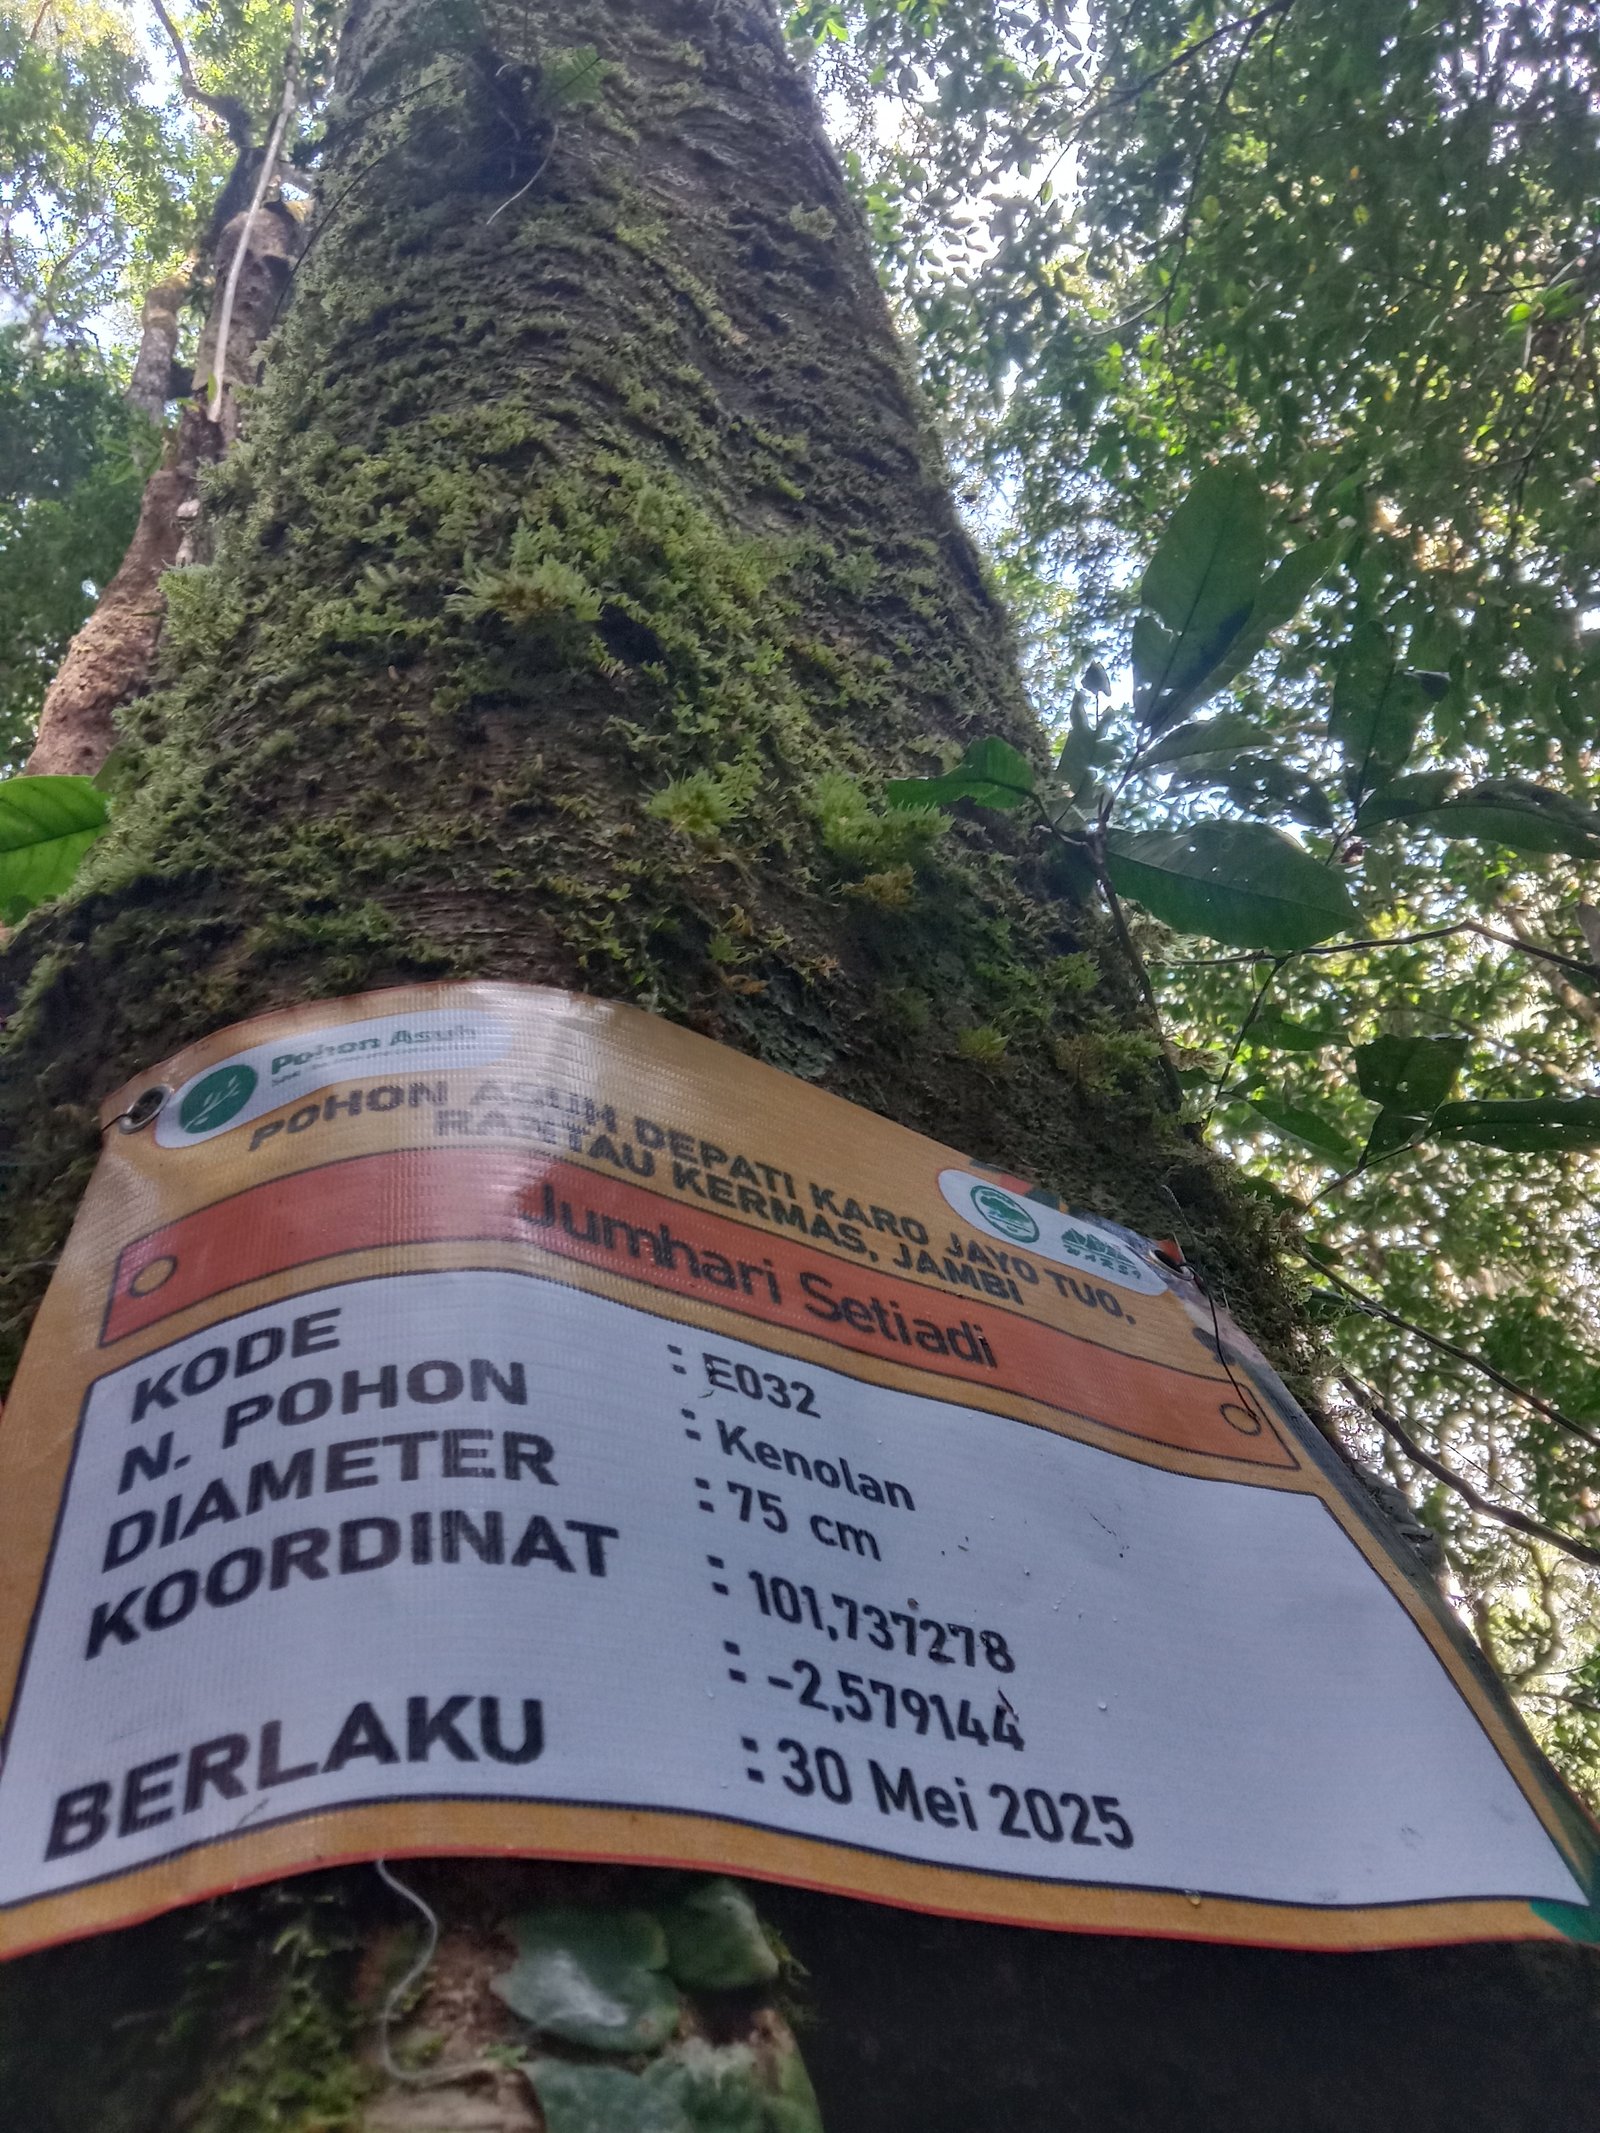 Pohon Asuh
POHON ASUH DEPATI KARO JAYO TUO,
RANTAU KERMAS, JAMBI
WARSI
Jumhari Setiadi
KODE : E032
N. POHON : Kenolan
DIAMETER : 75 cm
KOORDINAT : 101,737278
: -2,579144
BERLAKU : 30 Mei 2025